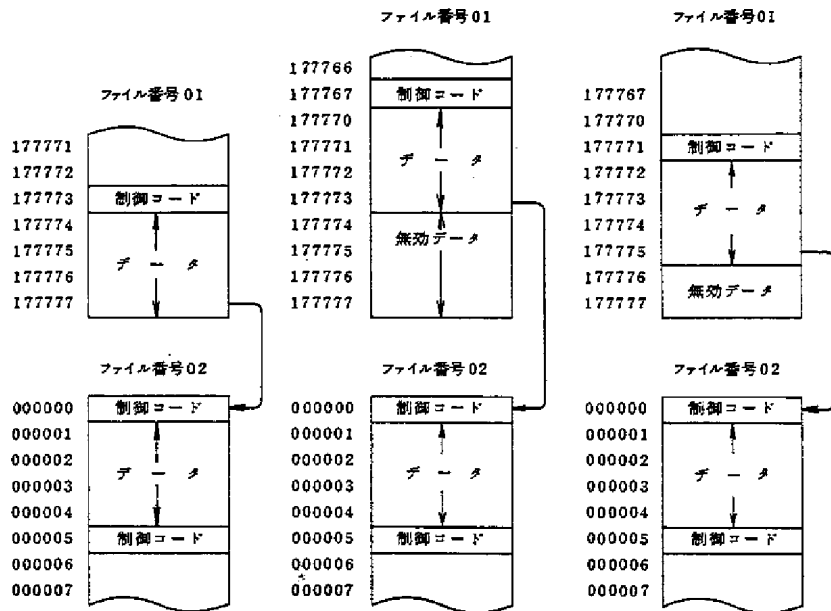 ファイル番号01
177771
177772
177773 制御コード
177774
177775
177776 データ
177777
ファイル番号02
000000 制御コード
000001
000002
000003 データ
000004
000005 制御コード
000006
000007
ファイル番号01
177766
177767 制御コード
177770
177771
177772 データ
177773
177774
177775 無効データ
177776
177777
ファイル番号02
000000 制御コード
000001
000002
000003 データ
000004
000005 制御コード
000006
000007
ファイル番号01
177767
177770
177771 制御コード
177772
177773
177774 データ
177775
177776
177777 無効データ
ファイル番号02
000000 制御コード
000001
000002
000003 データ
000004
000005 制御コード
000006
000007